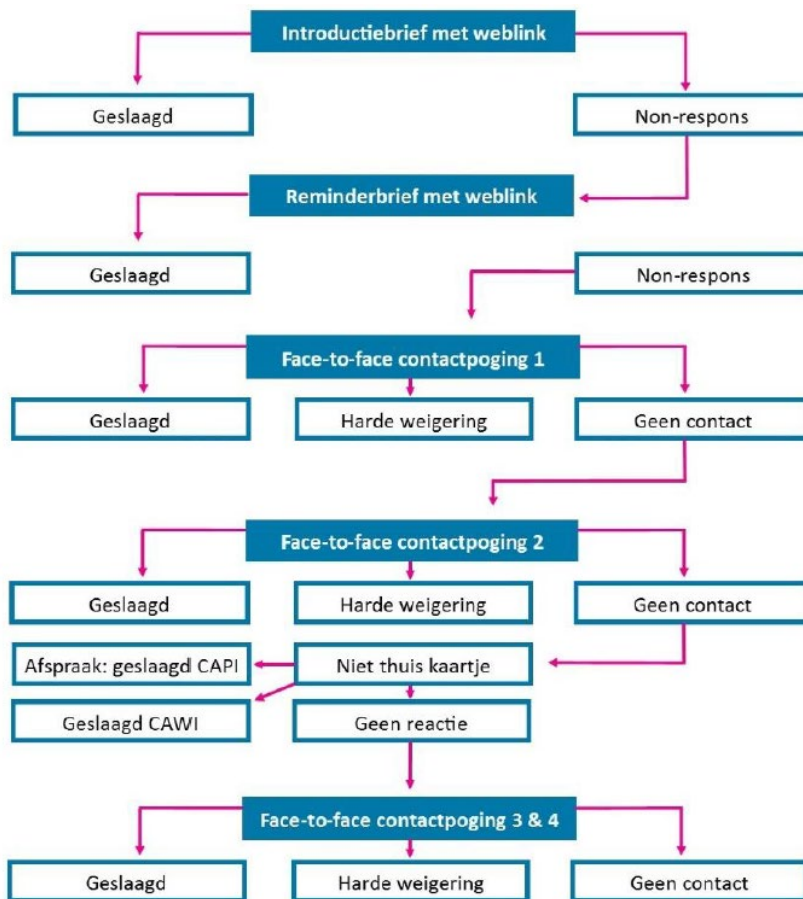 Introductiebrief met weblink
Geslaagd
Non-respons
Reminderbrief met weblink
Geslaagd
Non-respons
Face-to-face contactpoging 1
Geslaagd
Harde weigering
Geen contact
Face-to-face contactpoging 2
Geslaagd
Harde weigering
Geen contact
Afspraak: geslaagd CAPI
Niet thuis kaartje
Geslaagd CAWI
Geen reactie
Face-to-face contactpoging 3 & 4
Geslaagd
Harde weigering
Geen contact